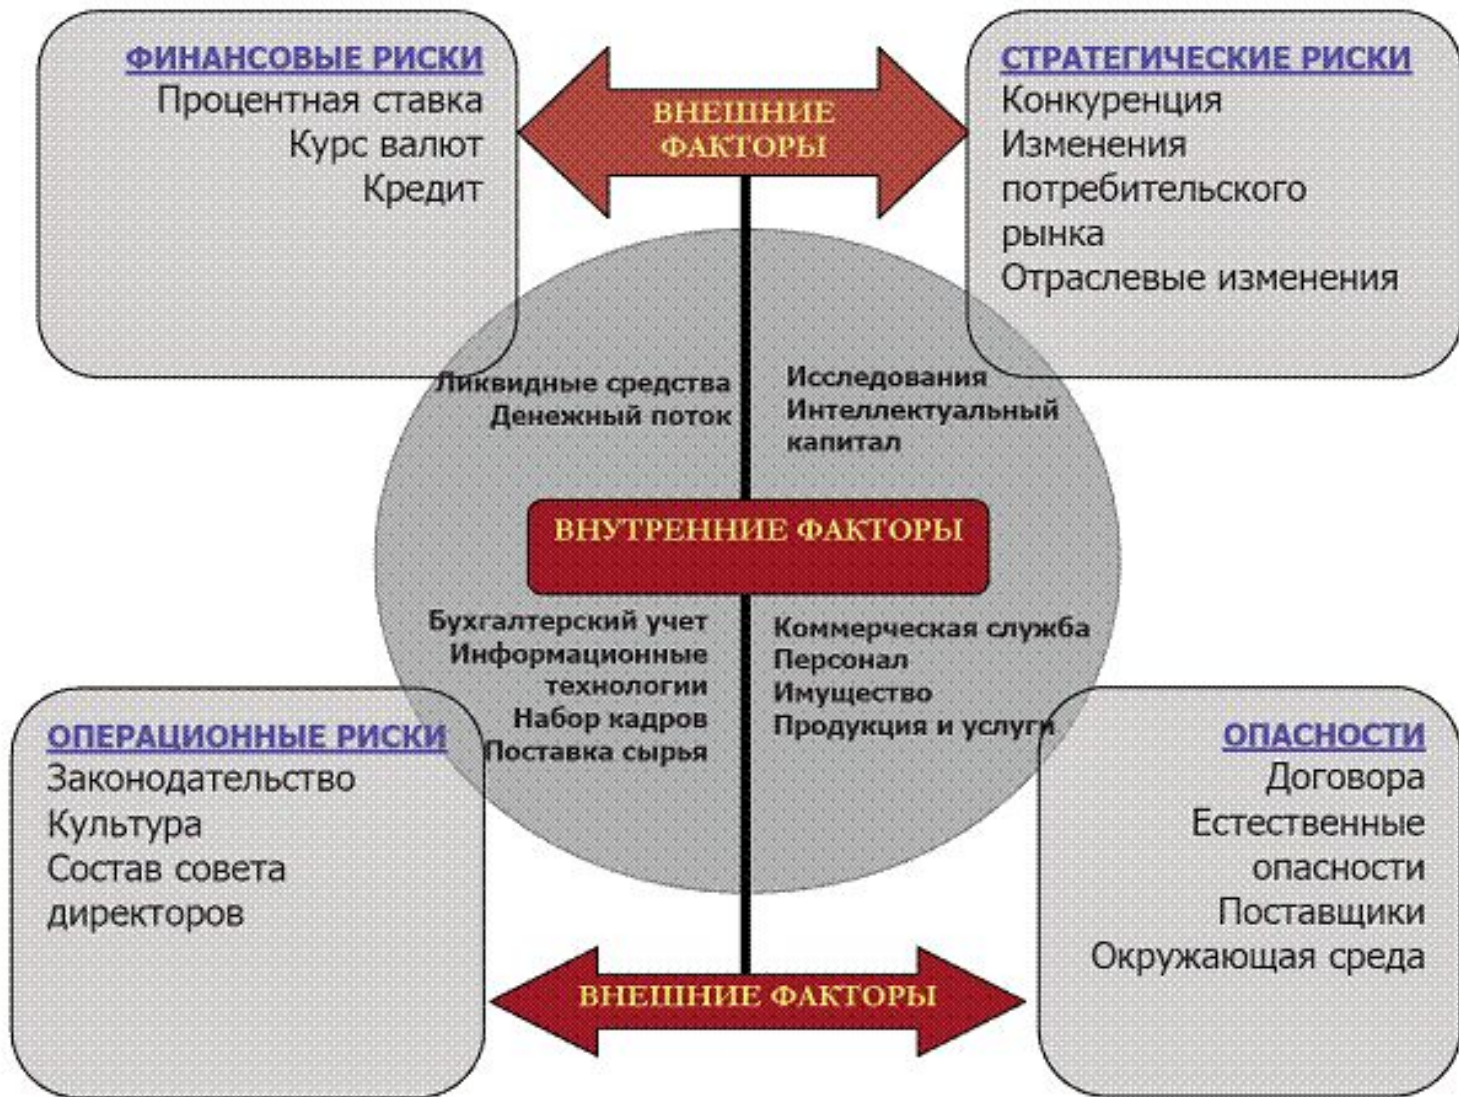 ФИНАНСОВЫЕ РИСКИ
Процентная ставка
Курс валют
Кредит
ВНЕШНИЕ
ФАКТОРЫ
СТРАТЕГИЧЕСКИЕ РИСКИ
Конкуренция
Изменения
потребительского
рынка
Отраслевые изменения
Ликвидные средства
Денежный поток
Исследования
Интеллектуальный
капитал
ВНУТРЕННИЕ ФАКТОРЫ
Бухгалтерский учет
Информационные
технологии
Набор кадров
Поставка сырья
Коммерческая служба
Персонал
Имущество
Продукция и услуги
ОПЕРАЦИОННЫЕ РИСКИ
Законодательство
Культура
Состав совета
директоров
ОПАСНОСТИ
Договора
Естественные
опасности
Поставщики
Окружающая среда
ВНЕШНИЕ ФАКТОРЫ